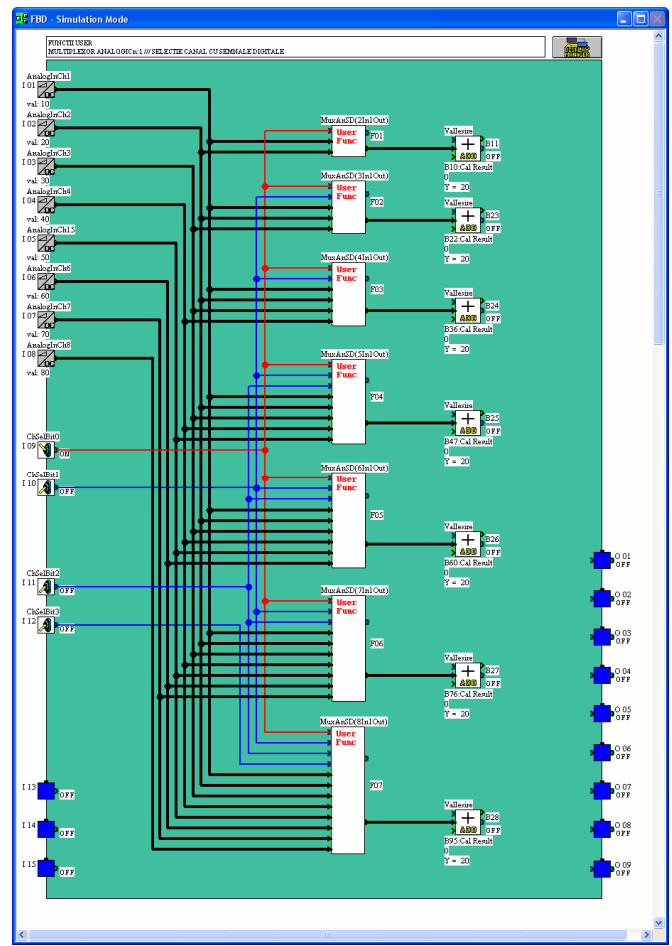 FBD - Simulation Mode
FUNCTII USER
MULTIPLEXOR ANALOGIC n:1 /// SELECTIE CANAL CU SEMNALE DIGITALE
DATABAS
MANAGER
AnalogInCh1
I 01
val: 10
AnalogInCh2
I 02
val: 20
AnalogInCh3
I 03
val: 30
AnalogInCh4
I 04
val: 40
AnalogInCh15
I 05
val: 50
AnalogInCh6
I 06
val: 60
AnalogInCh7
I 07
val: 70
AnalogInCh8
I 08
val: 80
ChSelBit0
I 09
ON
ChSelBit1
I 10
OFF
ChSelBit2
I 11
OFF
ChSelBit3
I 12
OFF
I 13
OFF
I 14
OFF
I 15
OFF
MuxAnSD(2In1Out)
User
Func
F01
MuxAnSD(3In1Out)
User
Func
F02
MuxAnSD(4In1Out)
User
Func
F03
MuxAnSD(5In1Out)
User
Func
F04
MuxAnSD(6In1Out)
User
Func
F05
MuxAnSD(7In1Out)
User
Func
F06
MuxAnSD(8In1Out)
User
Func
F07
ValIesire
+
ADD
B11
OFF
B10:Cal Result
0
Y = 20
ValIesire
+
ADD
B23
OFF
B22:Cal Result
0
Y = 20
ValIesire
+
ADD
B24
OFF
B36:Cal Result
0
Y = 20
ValIesire
+
ADD
B25
OFF
B47:Cal Result
0
Y = 20
ValIesire
+
ADD
B26
OFF
B60:Cal Result
0
Y = 20
ValIesire
+
ADD
B27
OFF
B76:Cal Result
0
Y = 20
ValIesire
+
ADD
B28
OFF
B95:Cal Result
0
Y = 20
O 01
OFF
O 02
OFF
O 03
OFF
O 04
OFF
O 05
OFF
O 06
OFF
O 07
OFF
O 08
OFF
O 09
OFF